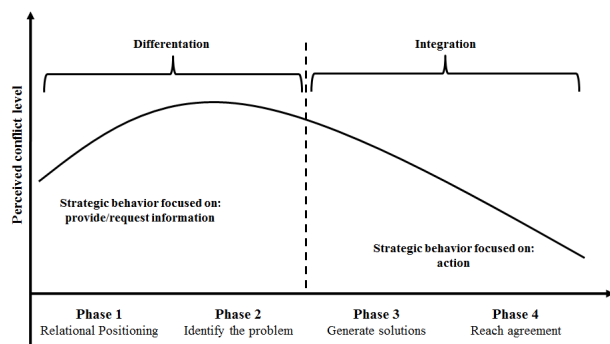 Differentation
Integration
Perceived conflict level
Strategic behavior focused on:
provide/request information
Strategic behavior focused on:
action
Phase 1
Phase 2
Phase 3
Phase 4
Relational Positioning
Identify the problem
Generate solutions
Reach agreement